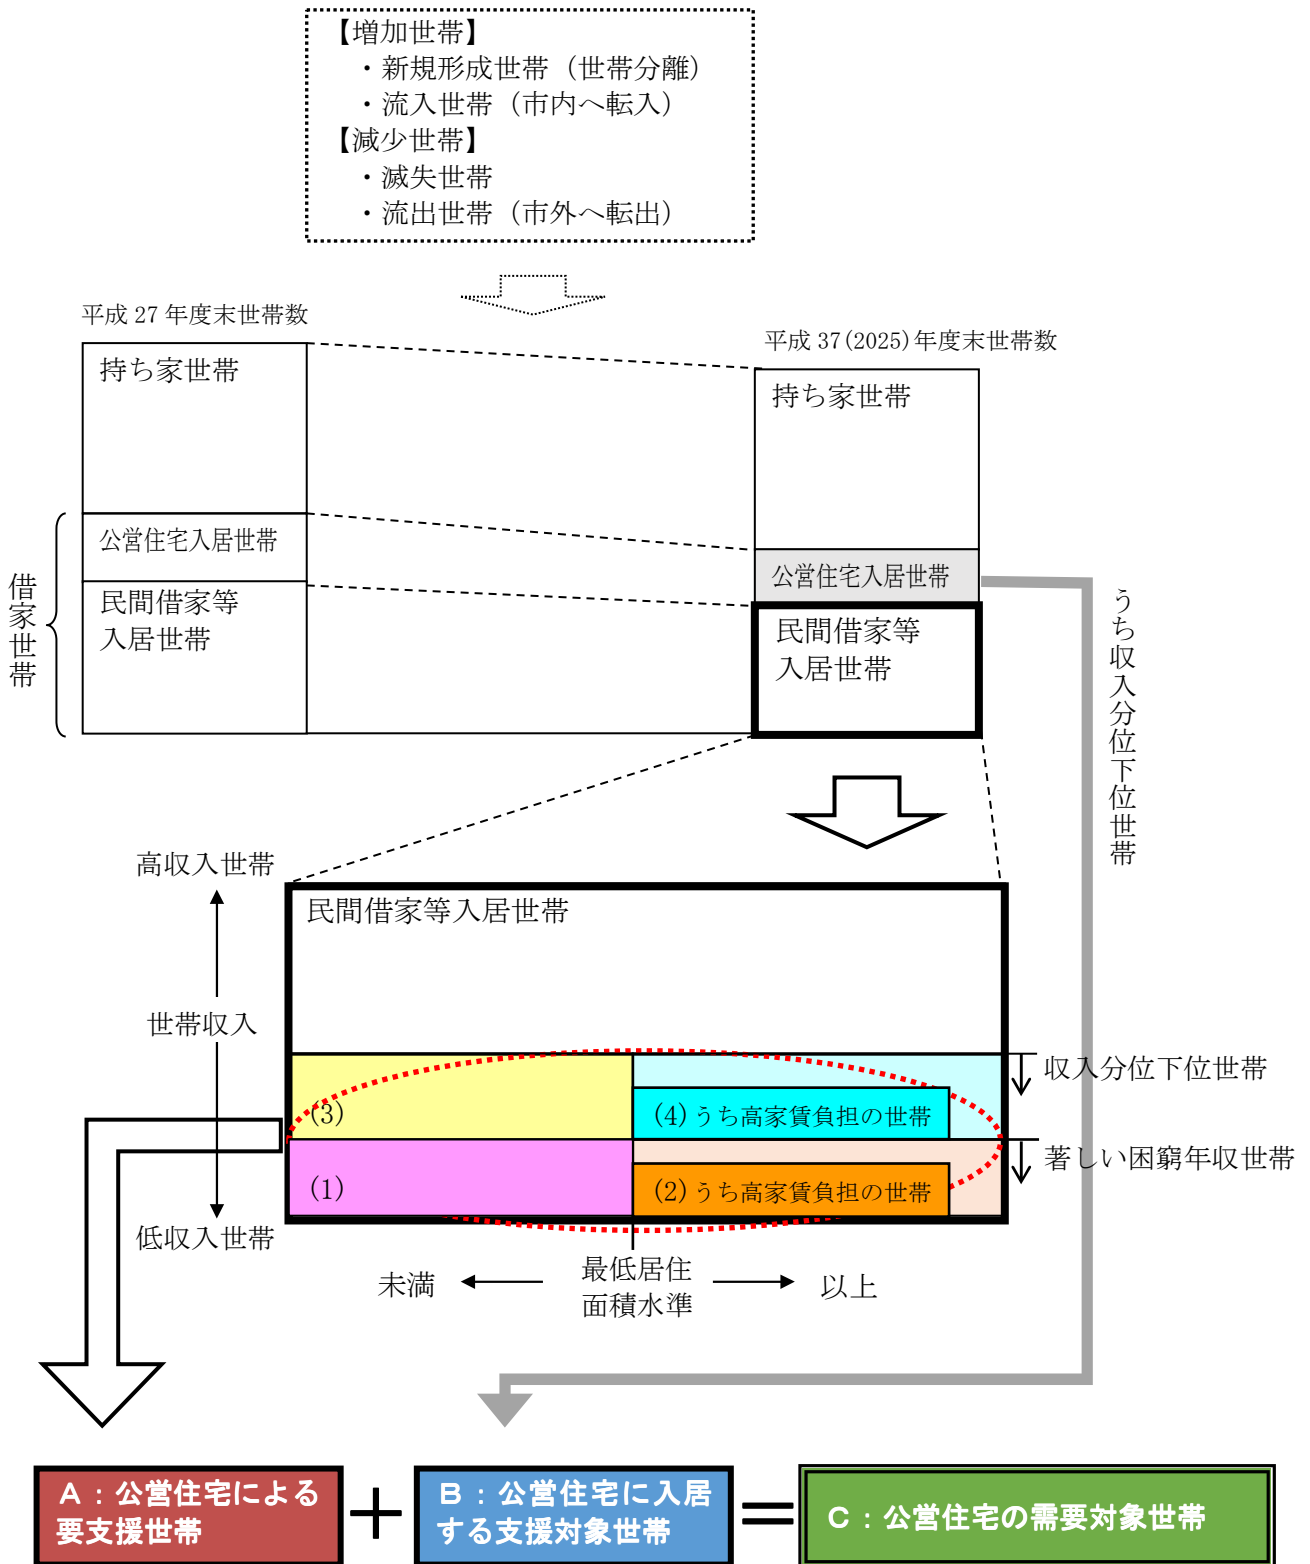 【増加世帯】
・新規形成世帯（世帯分離）
・流入世帯（市内へ転入）
【減少世帯】
・滅失世帯
・流出世帯（市外へ転出）
平成 27 年度末世帯数
平成 37(2025)年度末世帯数
持ち家世帯
公営住宅入居世帯
民間借家等
入居世帯
借家世帯
持ち家世帯
公営住宅入居世帯
民間借家等
入居世帯
うち収入分位下位世帯
高収入世帯
世帯収入
低収入世帯
民間借家等入居世帯
(3)
(4)うち高家賃負担の世帯
(1)
(2)うち高家賃負担の世帯
収入分位下位世帯
著しい困窮年収世帯
未満
最低居住
面積水準
以上
Ａ：公営住宅による
要支援世帯
＋
Ｂ：公営住宅に入居
する支援対象世帯
＝
Ｃ：公営住宅の需要対象世帯